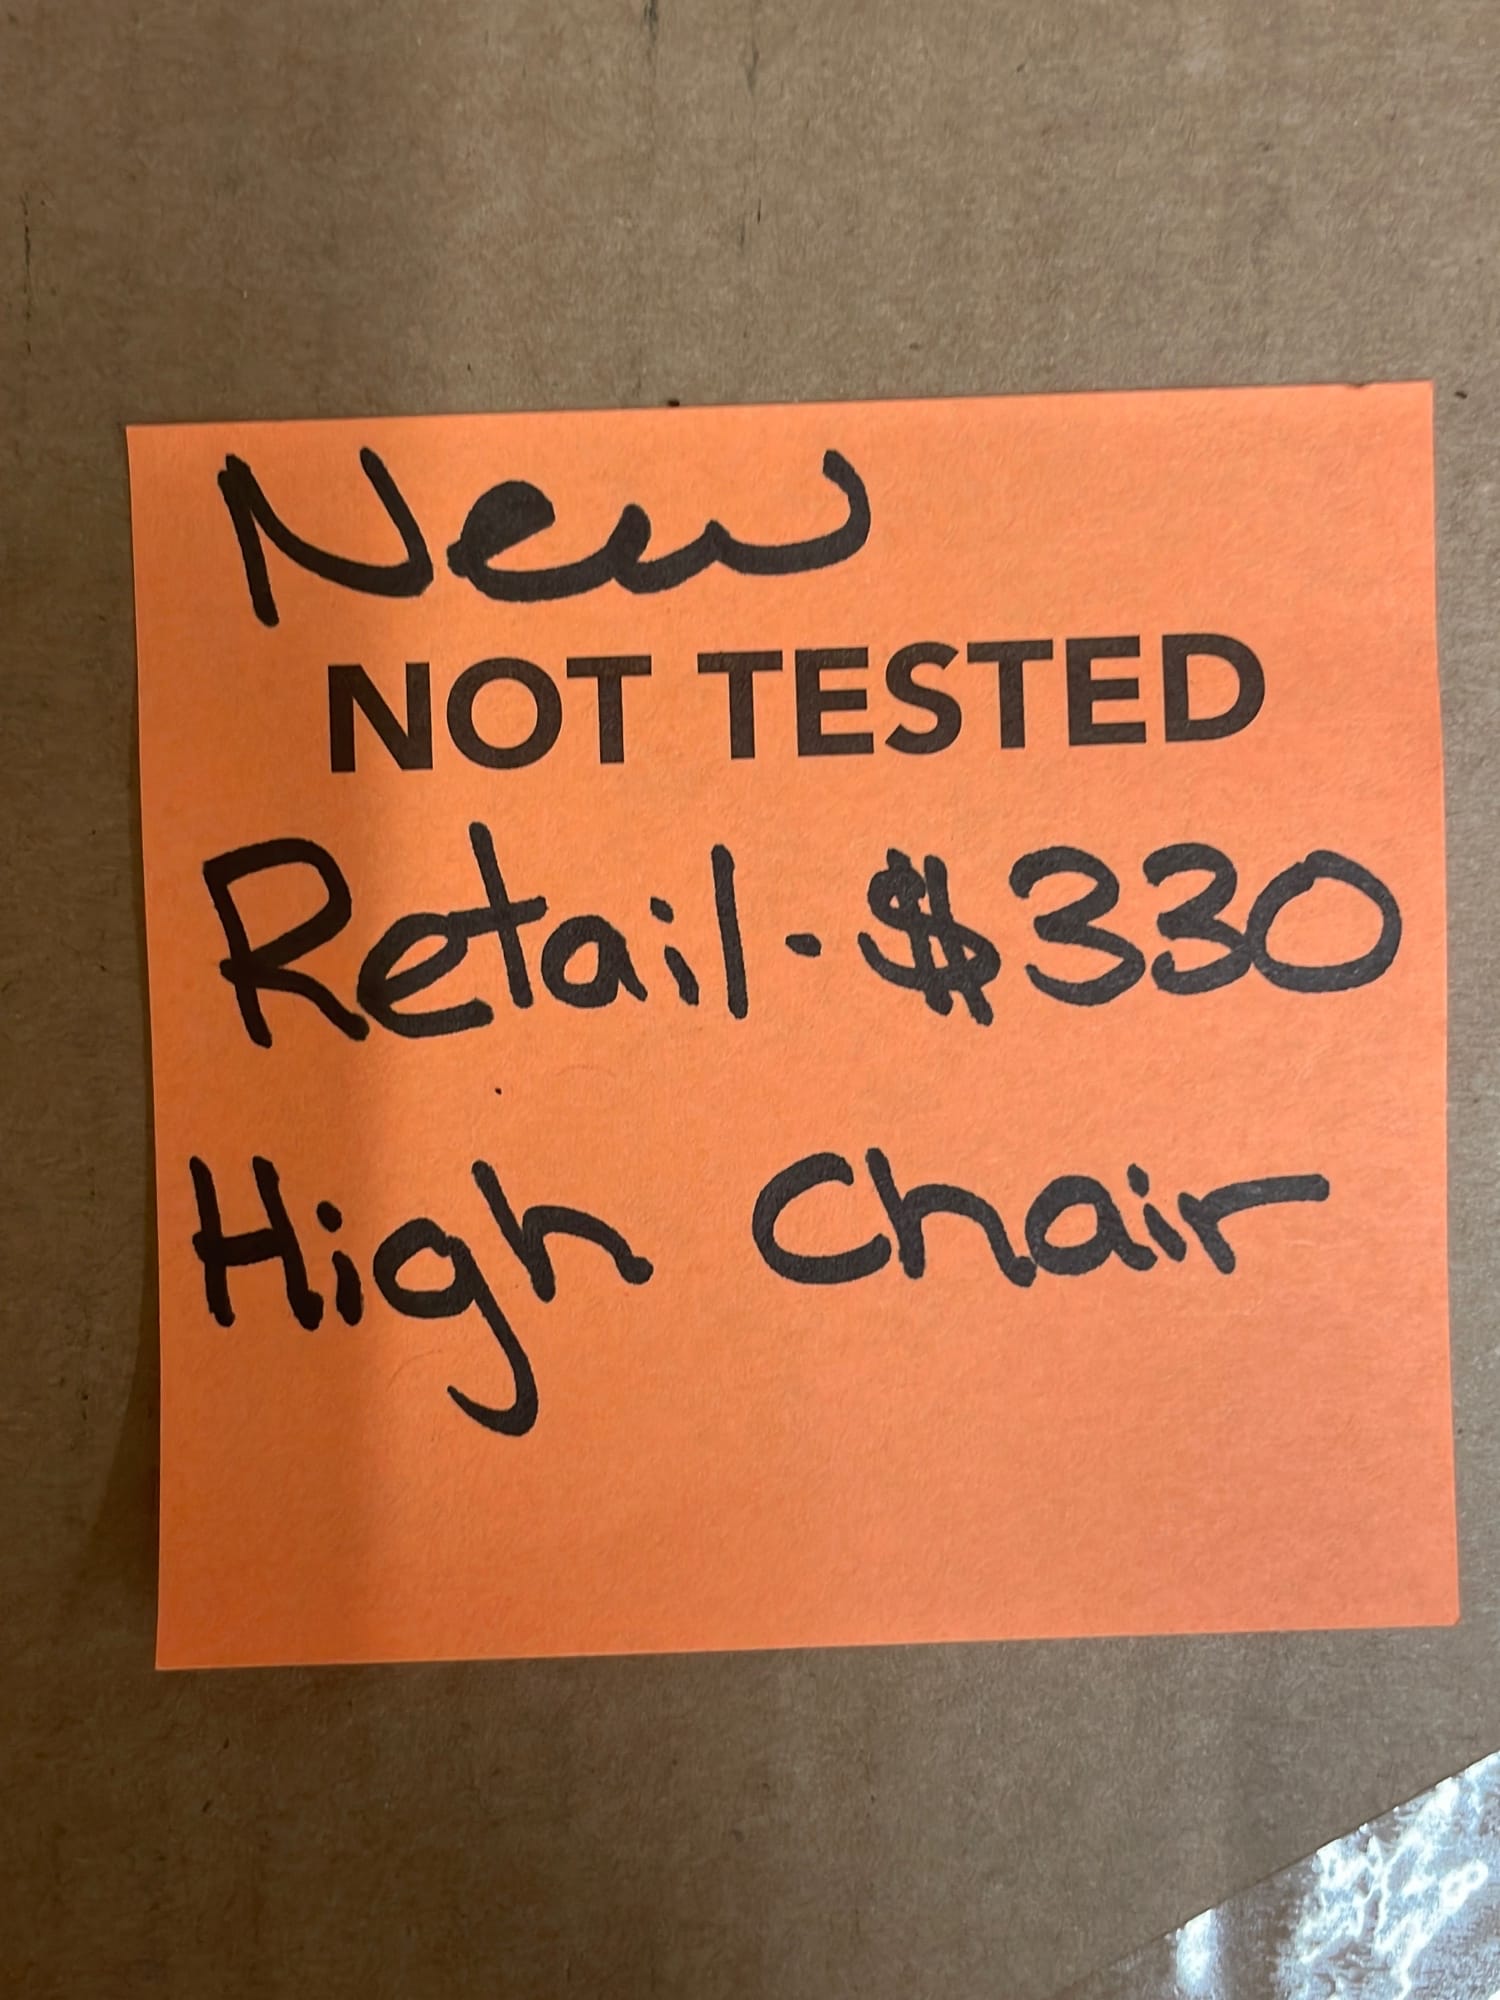 New
NOT TESTED
Retail · $330
High Chair